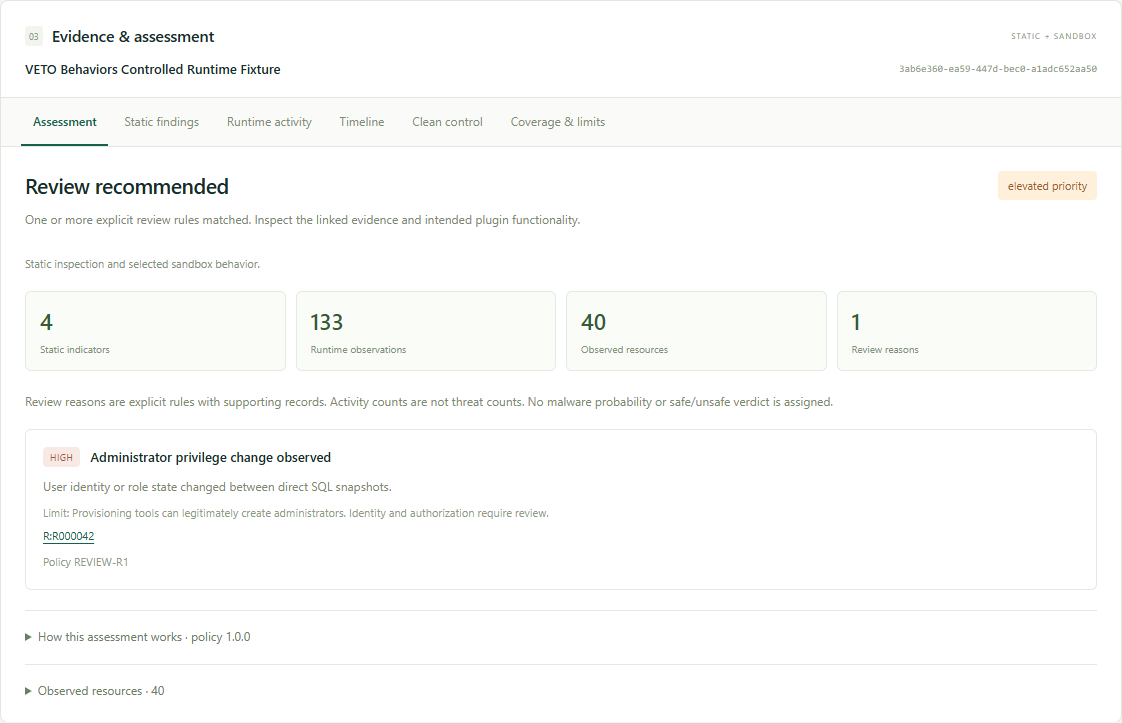 03 Evidence & assessment
STATIC + SANDBOX
VETO Behaviors Controlled Runtime Fixture
3ab6e360-ea59-447d-bec0-a1adc652aa50
Assessment Static findings Runtime activity Timeline Clean control Coverage & limits
Review recommended
elevated priority
One or more explicit review rules matched. Inspect the linked evidence and intended plugin functionality.
Static inspection and selected sandbox behavior.
4
Static indicators
133
Runtime observations
40
Observed resources
1
Review reasons
Review reasons are explicit rules with supporting records. Activity counts are not threat counts. No malware probability or safe/unsafe verdict is assigned.
HIGH Administrator privilege change observed
User identity or role state changed between direct SQL snapshots.
Limit: Provisioning tools can legitimately create administrators. Identity and authorization require review.
R:R000042
Policy REVIEW-R1
▶ How this assessment works · policy 1.0.0
▶ Observed resources · 40